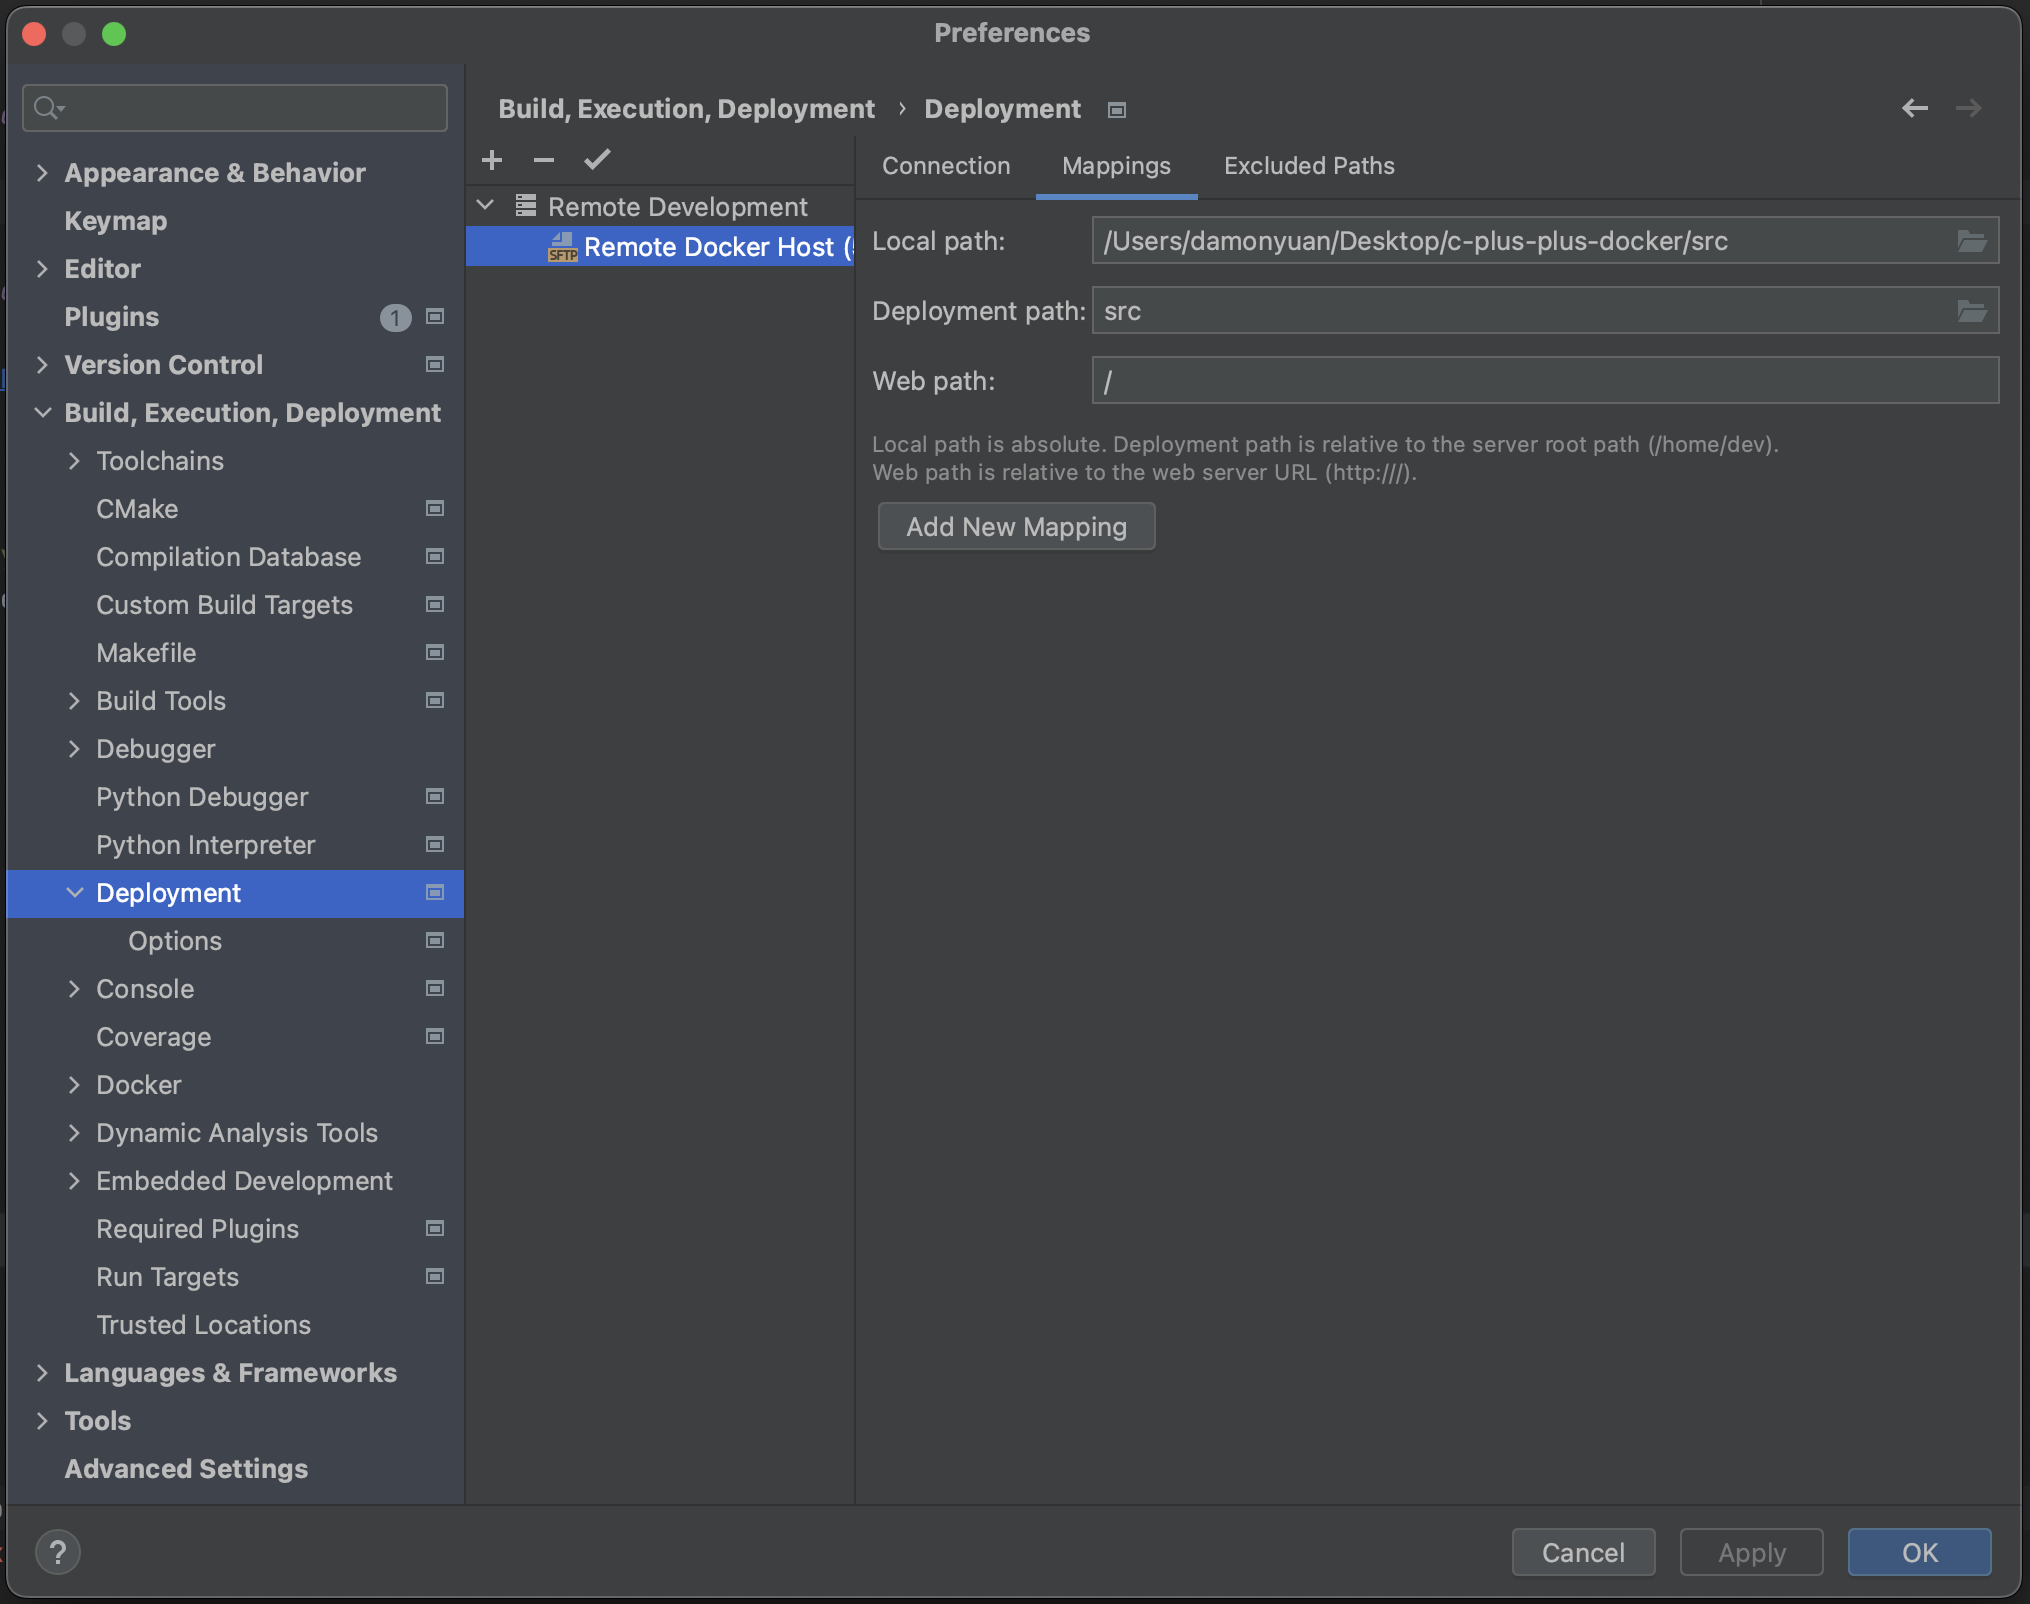 Preferences
Appearance & Behavior
Keymap
Editor
Plugins 1
Version Control
Build, Execution, Deployment
Toolchains
CMake
Compilation Database
Custom Build Targets
Makefile
Build Tools
Debugger
Python Debugger
Python Interpreter
Deployment
Options
Console
Coverage
Docker
Dynamic Analysis Tools
Embedded Development
Required Plugins
Run Targets
Trusted Locations
Languages & Frameworks
Tools
Advanced Settings
Build, Execution, Deployment › Deployment
Remote Development
SFTP Remote Docker Host (
Connection Mappings Excluded Paths
Local path: /Users/damonyuan/Desktop/c-plus-plus-docker/src
Deployment path: src
Web path: /
Local path is absolute. Deployment path is relative to the server root path (/home/dev).
Web path is relative to the web server URL (http:///).
Add New Mapping
? Cancel Apply OK